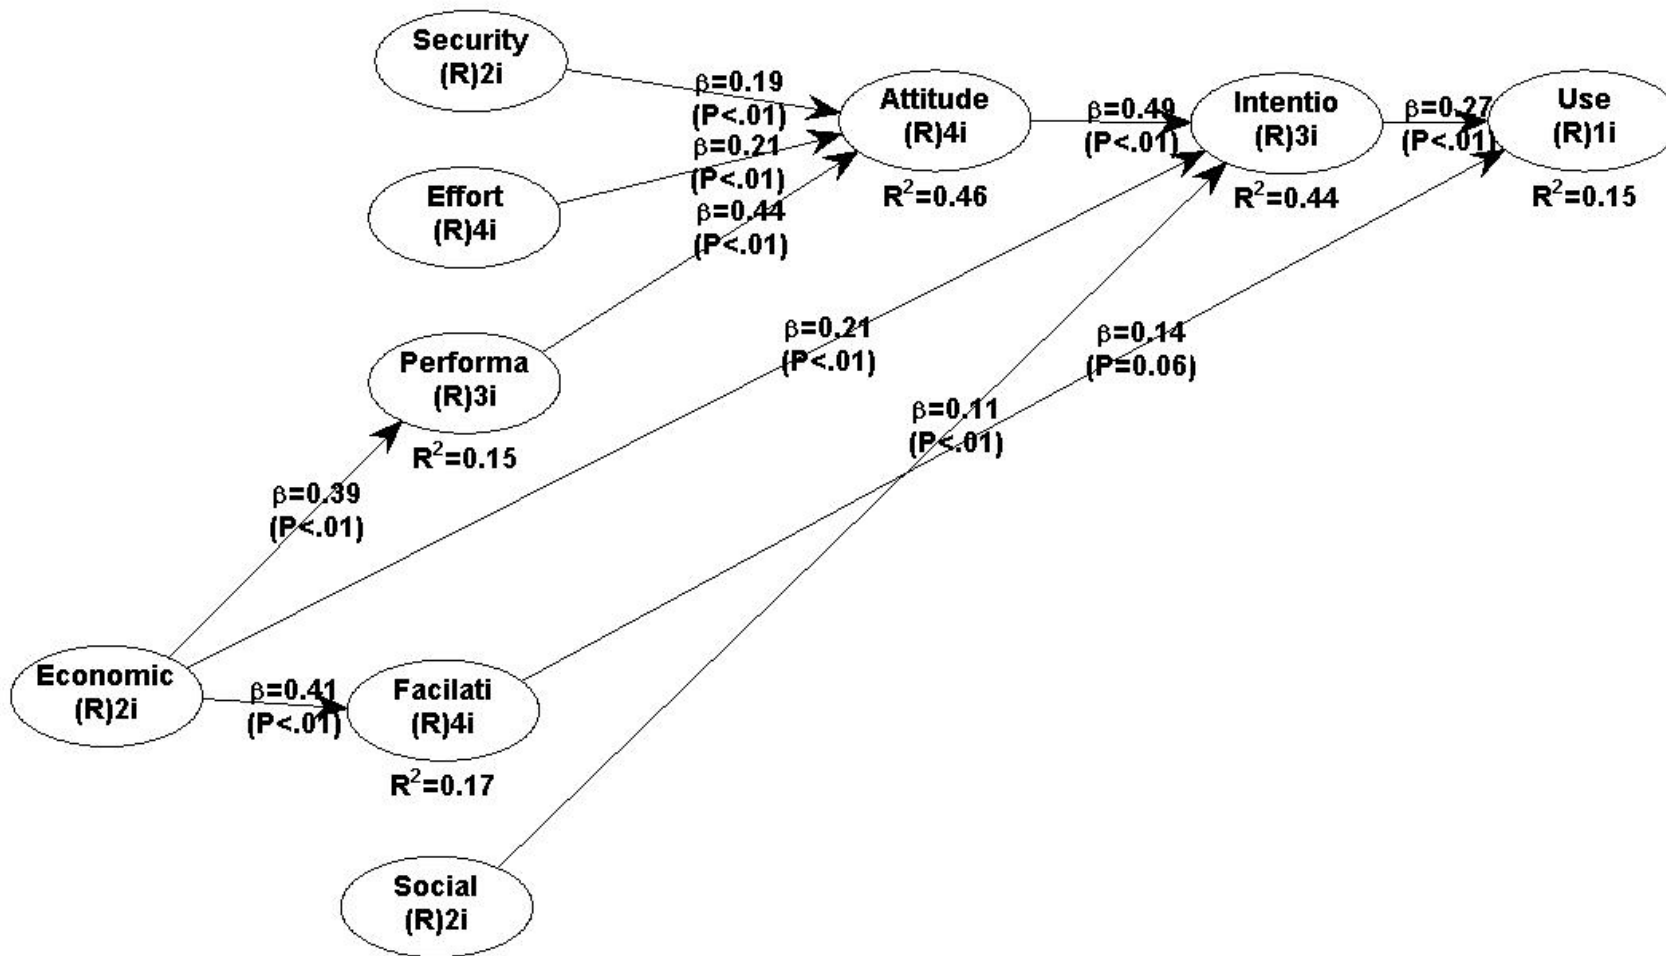 Security
(R)2i
β=0.19
(P<.01)
Attitude
(R)4i
R²=0.46
β=0.49
(P<.01)
Intentio
(R)3i
R²=0.44
β=0.27
(P<.01)
Use
(R)1i
R²=0.15
Effort
(R)4i
β=0.21
(P<.01)
β=0.44
(P<.01)
Performa
(R)3i
R²=0.15
β=0.21
(P<.01)
β=0.14
(P=0.06)
β=0.11
(P<.01)
β=0.39
(P<.01)
Economic
(R)2i
β=0.41
(P<.01)
Facilati
(R)4i
R²=0.17
Social
(R)2i